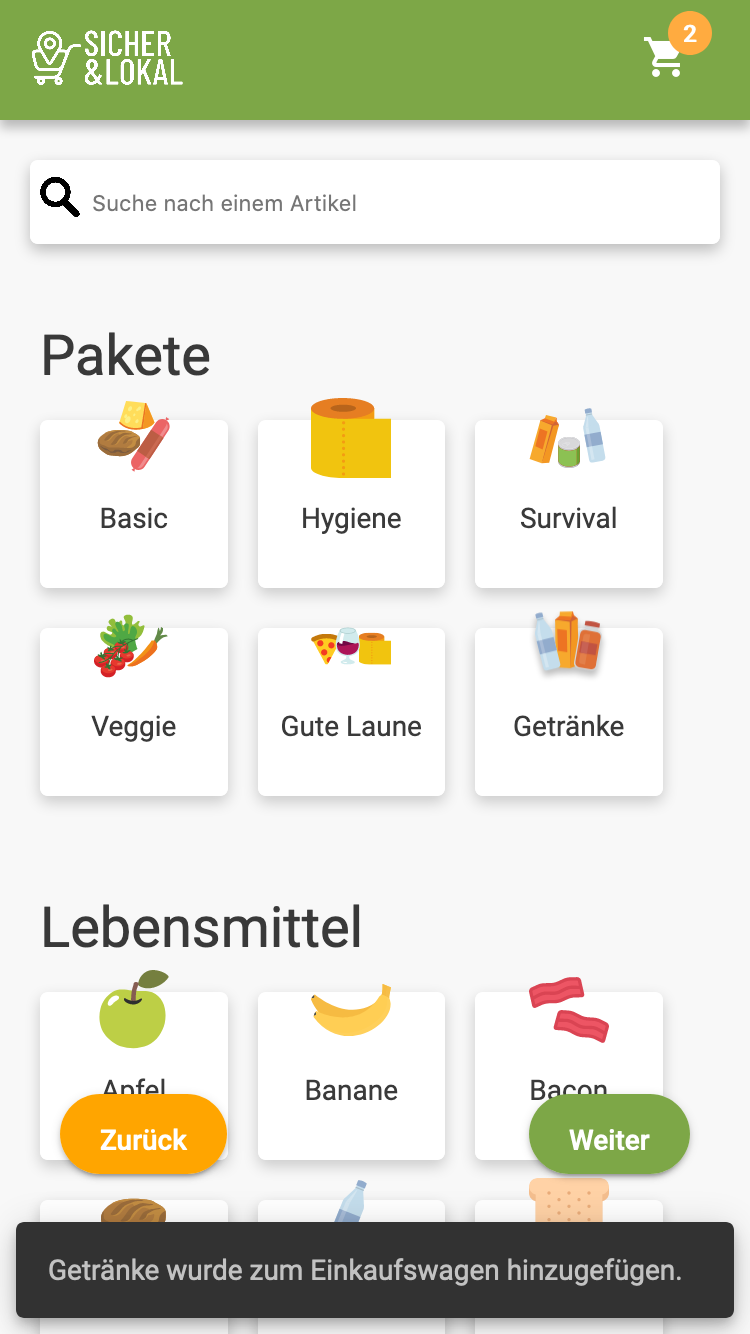 SICHER
&LOKAL
2
Suche nach einem Artikel
Pakete
Basic
Hygiene
Survival
Veggie
Gute Laune
Getränke
Lebensmittel
Apfel
Banane
Bacon
Zurück
Weiter
Getränke wurde zum Einkaufswagen hinzugefügen.